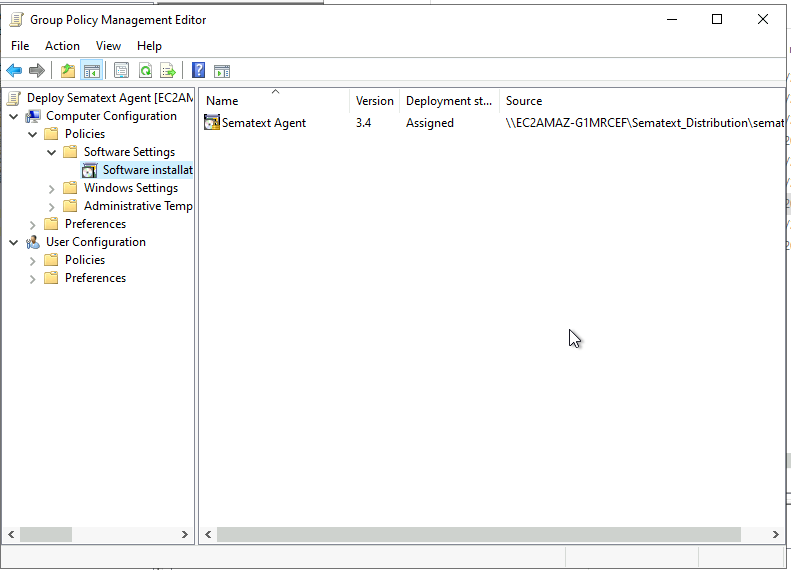 Group Policy Management Editor
File Action View Help
Deploy Sematext Agent [EC2AM
Computer Configuration
Policies
Software Settings
Software installat
Windows Settings
Administrative Temp
Preferences
User Configuration
Policies
Preferences
Name Version Deployment st... Source
Sematext Agent 3.4 Assigned \\EC2AMAZ-G1MRCEF\Sematext_Distribution\semat